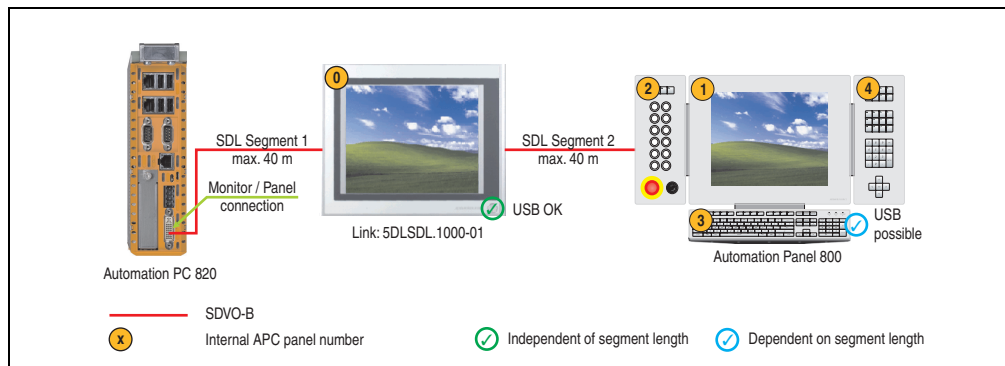 0
2
1
4
SDL Segment 1
max. 40 m
SDL Segment 2
max. 40 m
Monitor / Panel
connection
USB OK
3
USB
possible
Link: 5DLSDL.1000-01
Automation Panel 800
Automation PC 820
SDVO-B
x
Internal APC panel number
Independent of segment length
Dependent on segment length